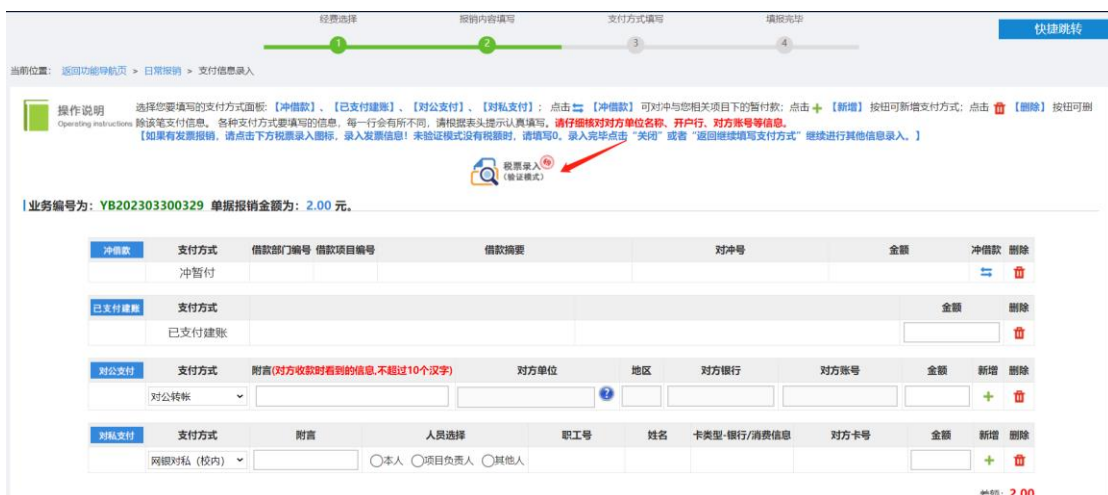 经费选择 报销内容填写 支付方式填写 填报完毕
快捷跳转
1 2 3 4
当前位置： 返回功能导航页 » 日常报销 » 支付信息录入
操作说明
Operating instructions
选择您要填写的支付方式面板:【冲借款】、【已支付建账】、【对公支付】、【对私支付】；点击 【冲借款】可对冲与您相关项目下的暂付款；点击 + 【新增】按钮可新增支付方式；点击 【删除】按钮可删
除该笔支付信息。 各种支付方式需要填写的信息，每一行会有所不同，请根据表头提示认真填写。请仔细核对对方单位名称、开户行、对方账号等信息。
【如果有发票报销，请点击下方税票录入图标，录入发票信息！未验证模式没有税额时，请填写0。录入完毕点击“关闭”或者“返回继续填写支付方式”继续进行其他信息录入。】
税票录入
(验证模式)
业务编号为：YB202303300329 单据报销金额为：2.00 元。
冲借款 支付方式 借款部门编号 借款项目编号 借款摘要 对冲号 金额 冲借款 删除
冲暂付
已支付建账 支付方式 金额 删除
已支付建账
对公支付 支付方式 附言(对方收款时看到的信息,不超过10个汉字) 对方单位 地区 对方银行 对方账号 金额 新增 删除
对公转帐 ? +
对私支付 支付方式 附言 人员选择 职工号 姓名 卡类型-银行/消费信息 对方卡号 金额 新增 删除
网银对私（校内） 本人 项目负责人 其他人 +
差额：2.00